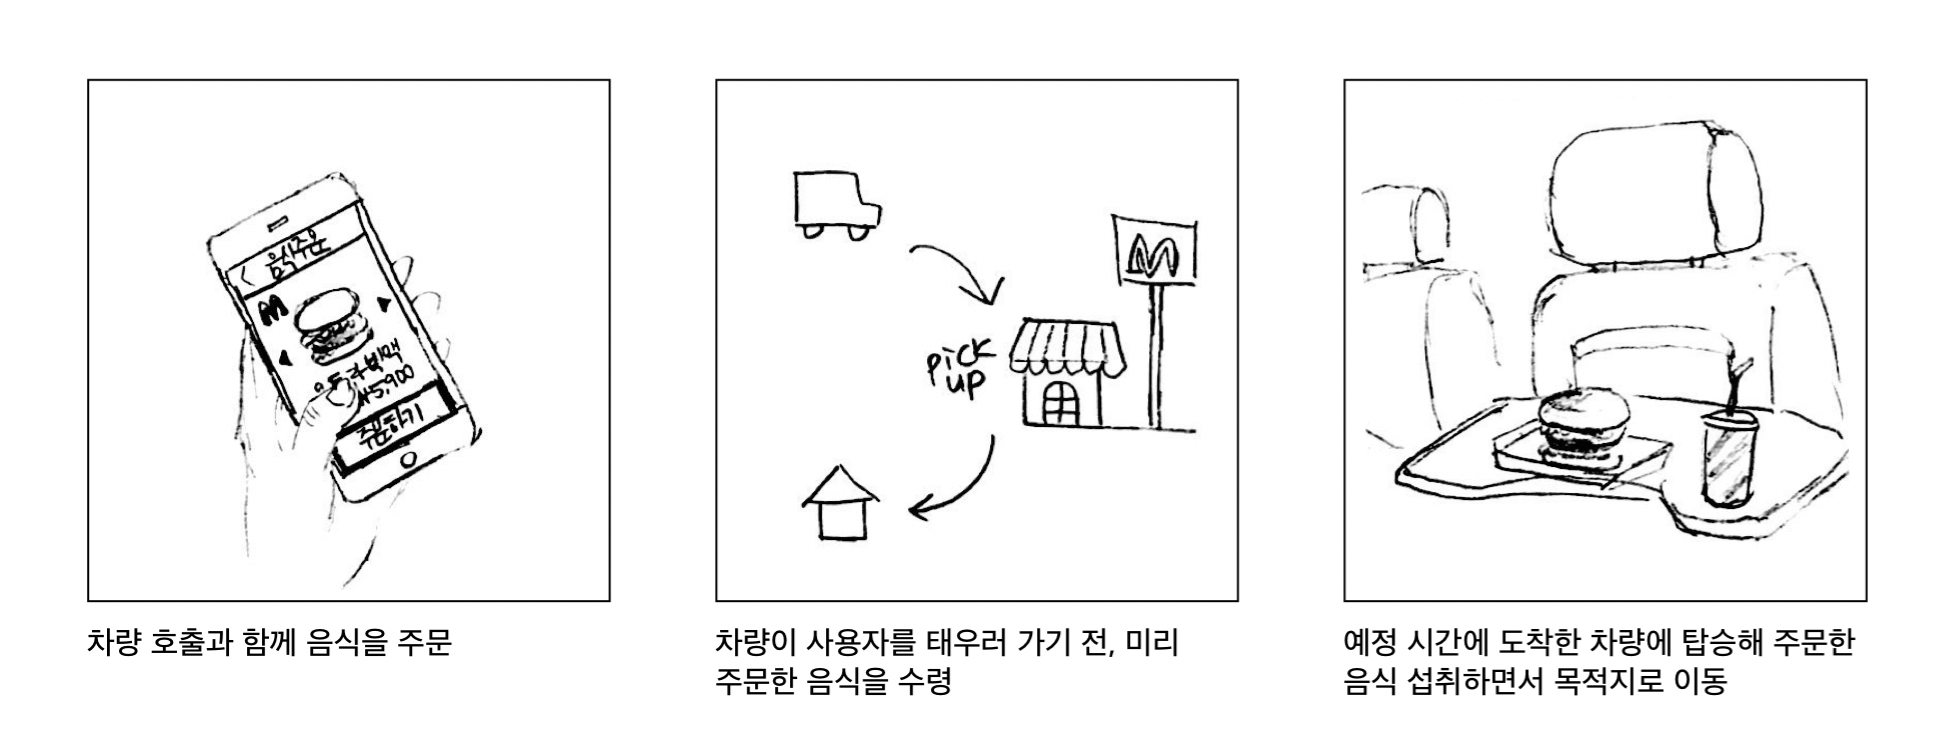 < 음식주문
M
빅맥
₩5,900
주문하기
차량 호출과 함께 음식을 주문
M
PiCK
UP
차량이 사용자를 태우러 가기 전, 미리
주문한 음식을 수령
예정 시간에 도착한 차량에 탑승해 주문한
음식 섭취하면서 목적지로 이동